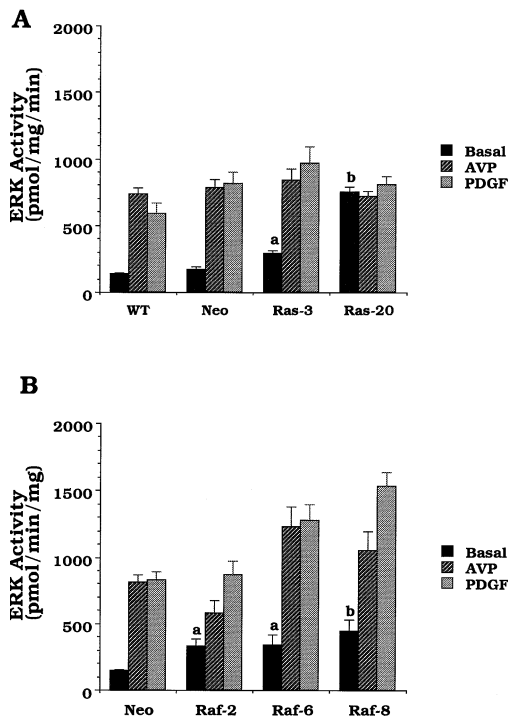 A
2000
1500
1000
500
0
ERK Activity
(pmol/mg/min)
a
b
WT Neo Ras-3 Ras-20
Basal
AVP
PDGF
B
2000
1500
1000
500
0
ERK Activity
(pmol/min/mg)
a
a
b
Neo Raf-2 Raf-6 Raf-8
Basal
AVP
PDGF